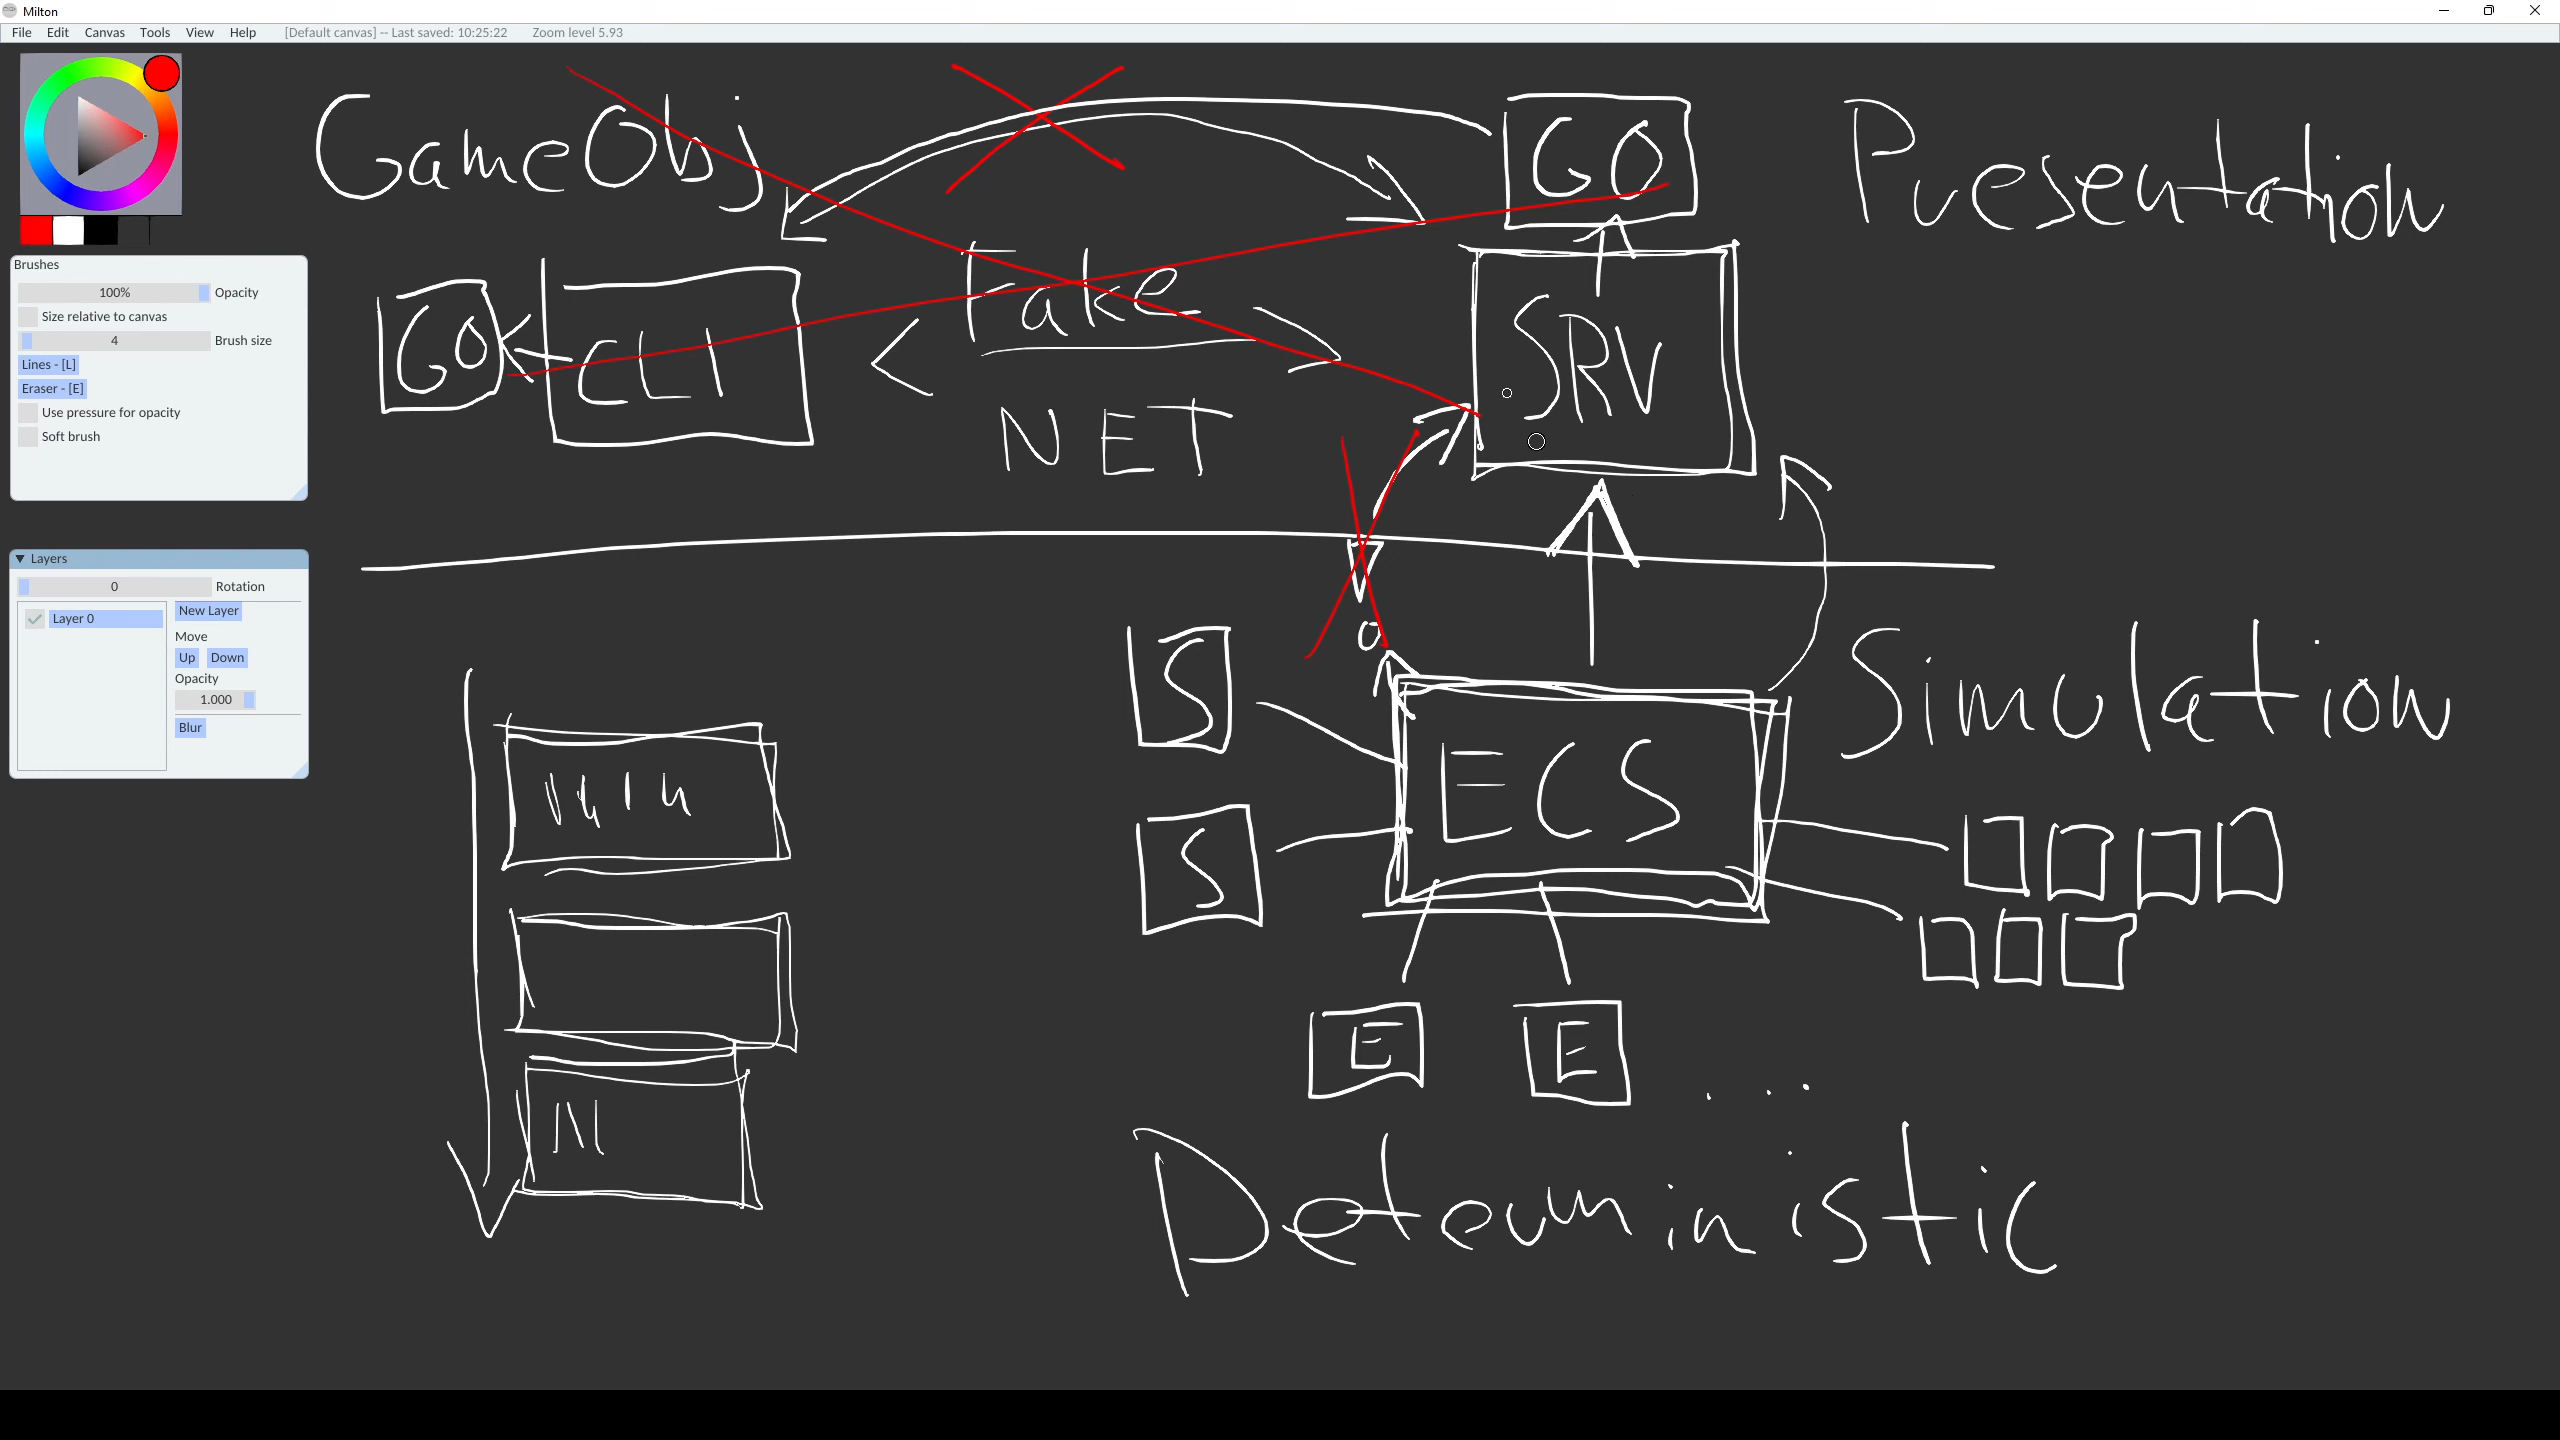 Milton
File Edit Canvas Tools View Help [Default canvas] -- Last saved: 10:25:22 Zoom level 5.93
Brushes
100% Opacity
Size relative to canvas
4 Brush size
Lines - [L]
Eraser - [E]
Use pressure for opacity
Soft brush
Layers
0 Rotation
Layer 0
New Layer
Move
Up Down
Opacity
1.000
Blur
GameObj
GO
Presentation
GO
CLI
Fake
NET
SRV
S
S
ECS
Simulation
E
E
. . .
Deterministic